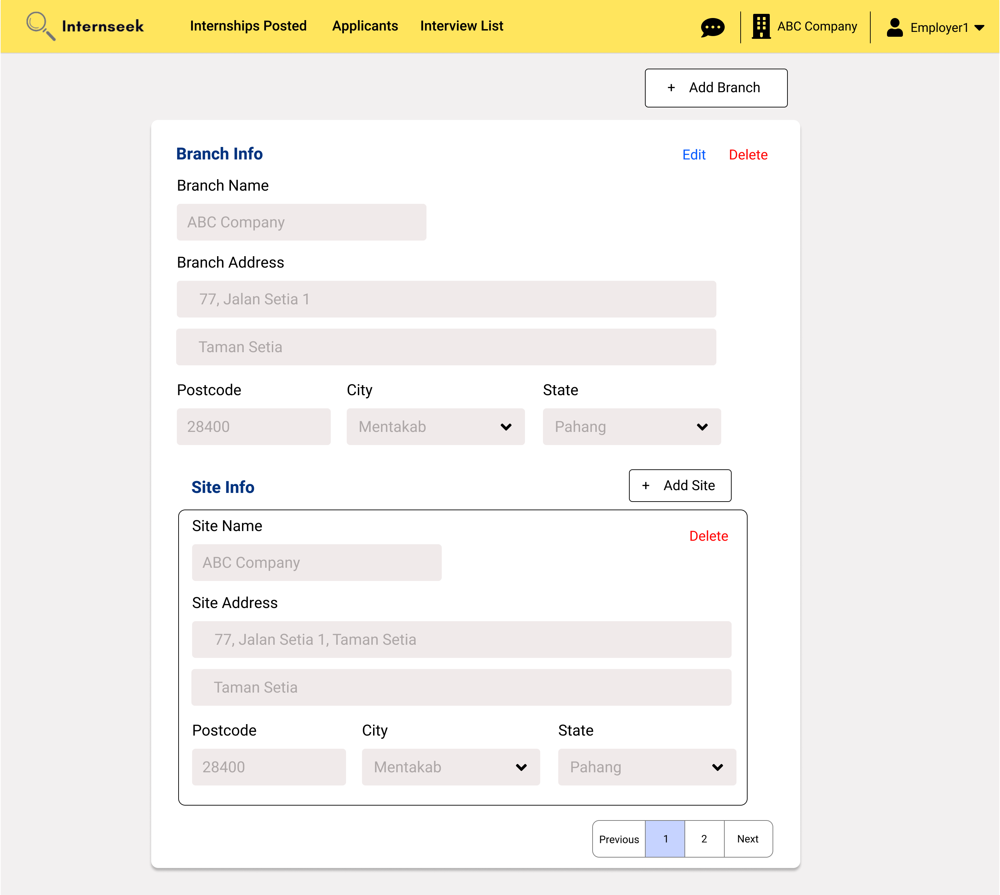 Internseek Internships Posted Applicants Interview List ABC Company Employer1
+ Add Branch
Branch Info Edit Delete
Branch Name
ABC Company
Branch Address
77, Jalan Setia 1
Taman Setia
Postcode City State
28400 Mentakab Pahang
Site Info + Add Site
Site Name
Delete
ABC Company
Site Address
77, Jalan Setia 1, Taman Setia
Taman Setia
Postcode City State
28400 Mentakab Pahang
Previous 1 2 Next